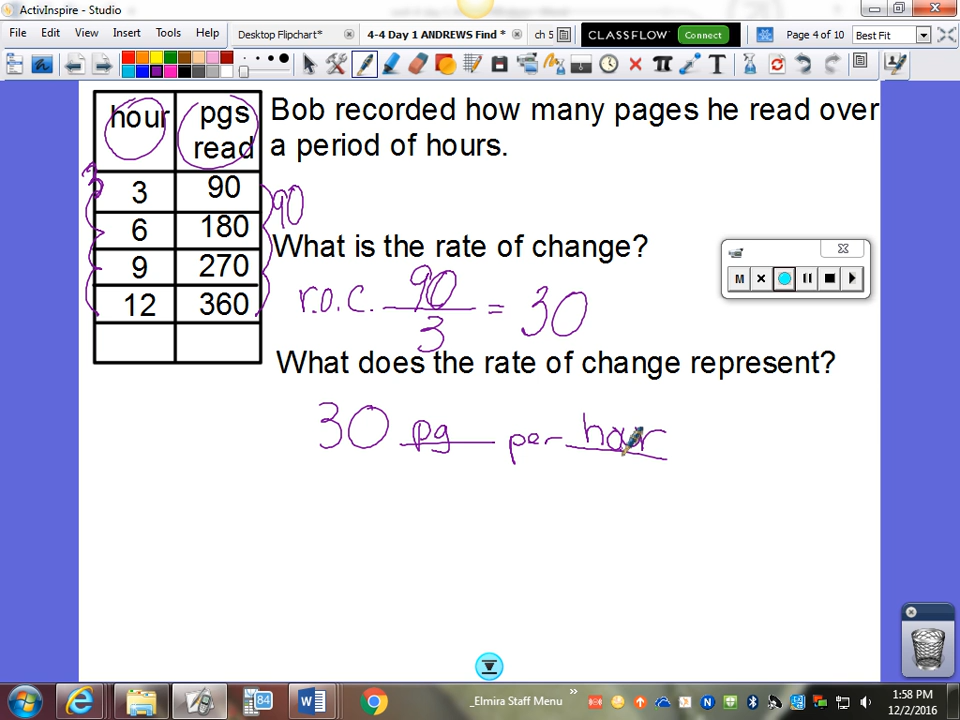 ActivInspire - Studio
File Edit View Insert Tools Help
Desktop Flipchart* 4-4 Day 1 ANDREWS Find * ch 5 CLASSFLOW Connect Page 4 of 10 Best Fit
hour pgs read
3 90
6 180
9 270
12 360
90
3
Bob recorded how many pages he read over
a period of hours.
What is the rate of change?
r.o.c. 90/3 = 30
What does the rate of change represent?
30 pg per hour
M
84
_Elmira Staff Menu
1:58 PM
12/2/2016